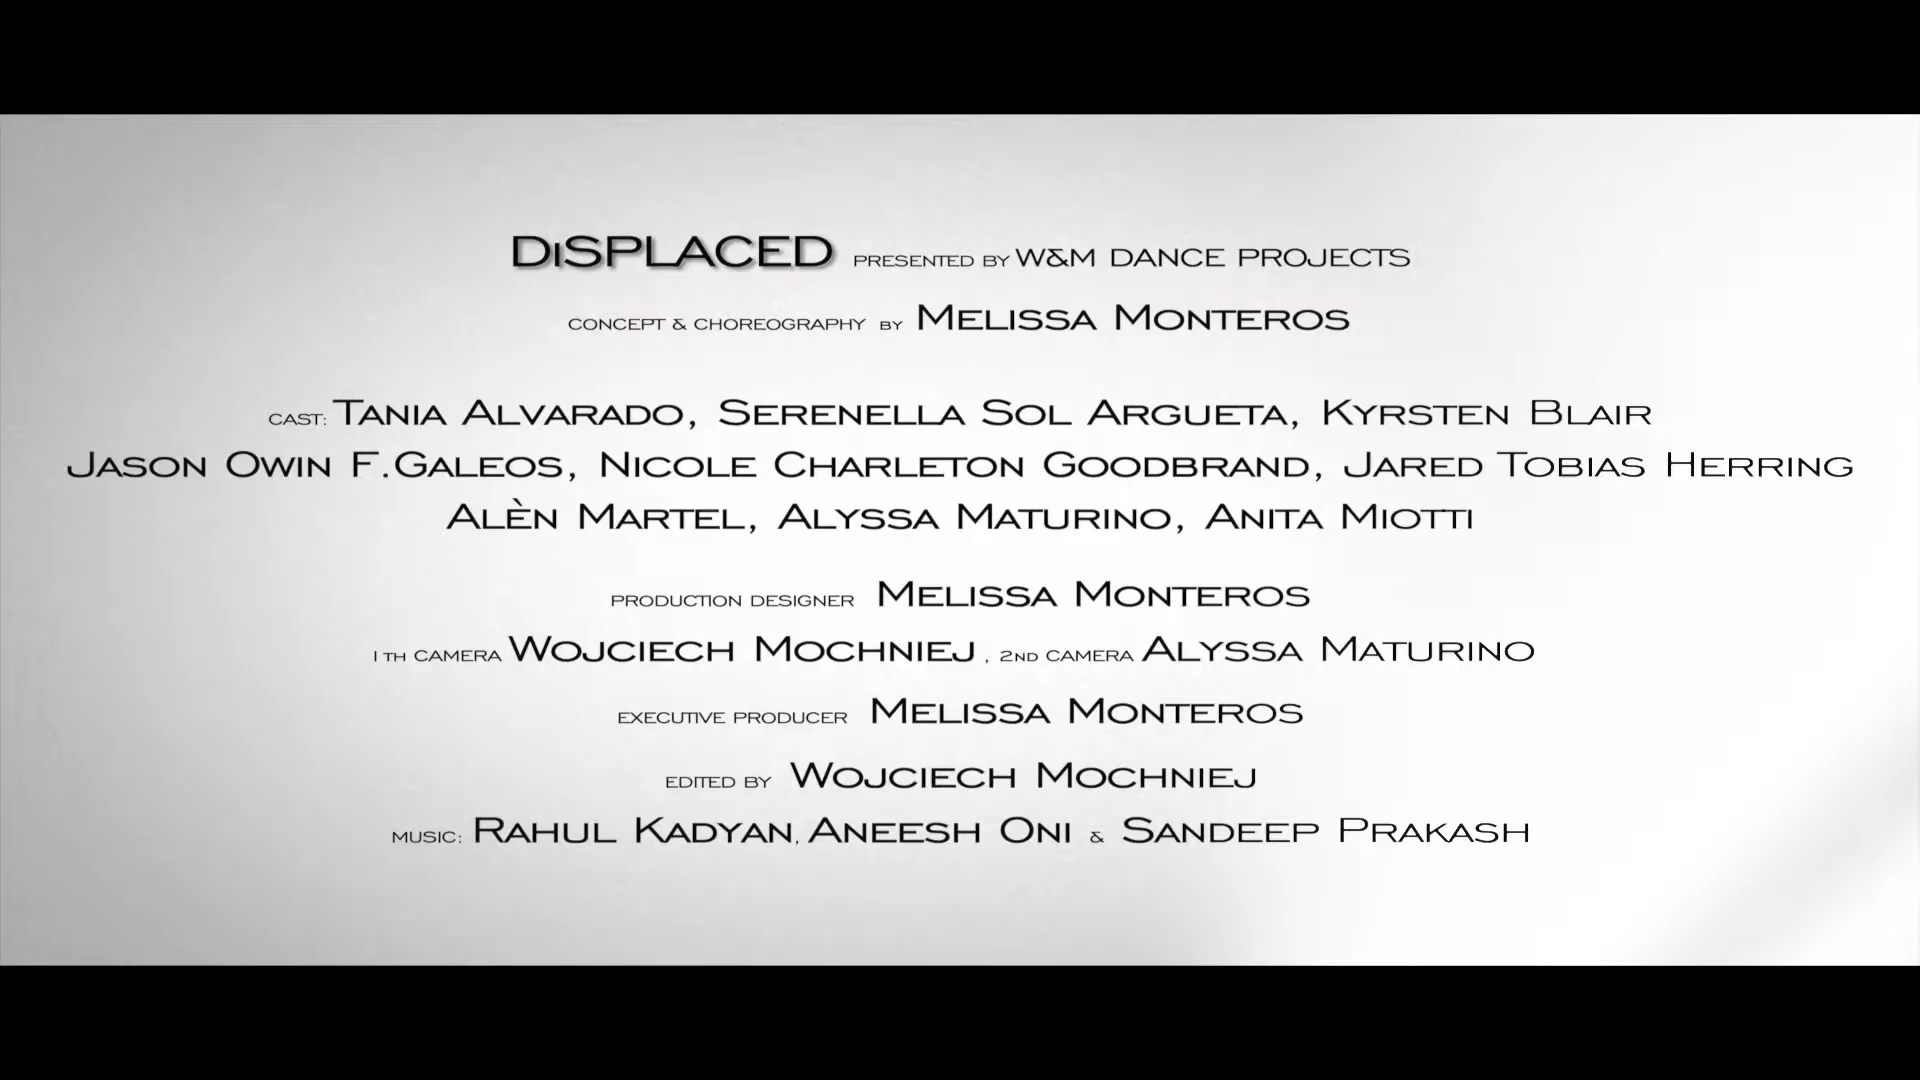 DiSPLACED PRESENTED BY W&M DANCE PROJECTS
CONCEPT & CHOREOGRAPHY BY MELISSA MONTEROS
CAST: TANIA ALVARADO, SERENELLA SOL ARGUETA, KYRSTEN BLAIR
JASON OWIN F.GALEOS, NICOLE CHARLETON GOODBRAND, JARED TOBIAS HERRING
ALÈN MARTEL, ALYSSA MATURINO, ANITA MIOTTI
PRODUCTION DESIGNER MELISSA MONTEROS
1 TH CAMERA WOJCIECH MOCHNIEJ , 2ND CAMERA ALYSSA MATURINO
EXECUTIVE PRODUCER MELISSA MONTEROS
EDITED BY WOJCIECH MOCHNIEJ
MUSIC: RAHUL KADYAN, ANEESH ONI & SANDEEP PRAKASH